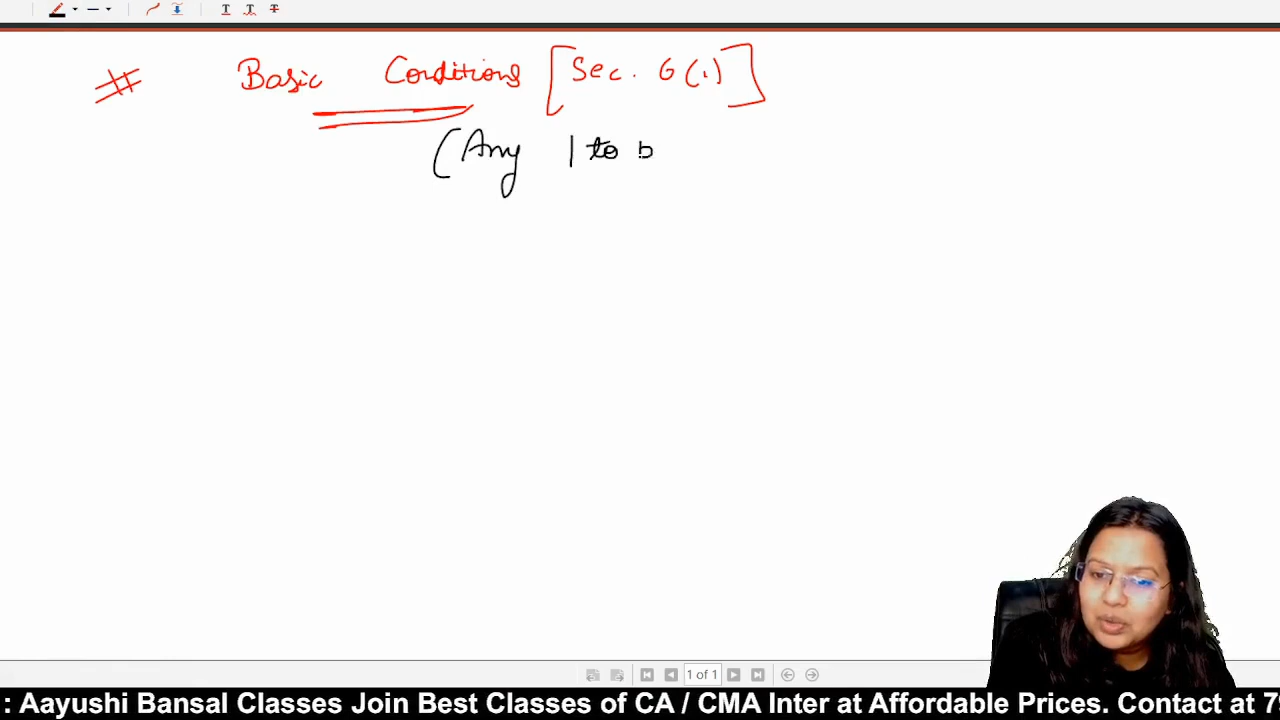 # Basic Conditions [Sec. 6(1)]
(Any 1 to b
1 of 1
: Aayushi Bansal Classes Join Best Classes of CA / CMA Inter at Affordable Prices. Contact at 7